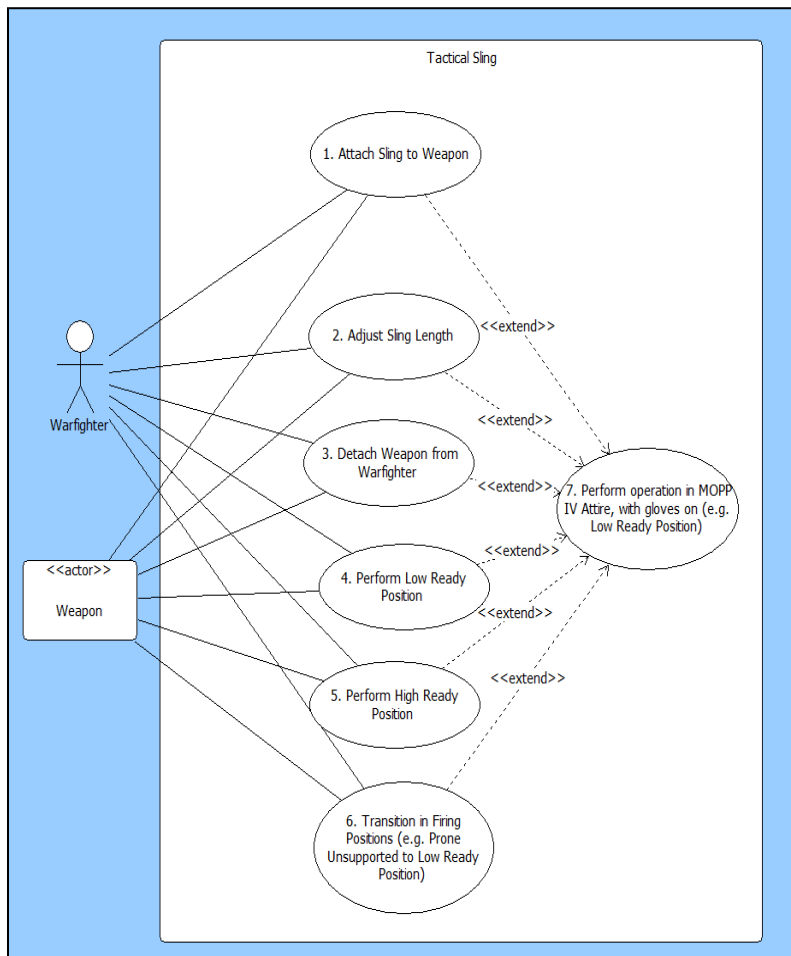 Tactical Sling
1. Attach Sling to Weapon
<<extend>>
2. Adjust Sling Length
<<extend>>
Warfighter
3. Detach Weapon from
Warfighter
<<extend>>
7. Perform operation in MOPP
IV Attire, with gloves on (e.g.
Low Ready Position)
<<actor>>
Weapon
4. Perform Low Ready
Position
<<extend>>
<<extend>>
5. Perform High Ready
Position
<<extend>>
6. Transition in Firing
Positions (e.g. Prone
Unsupported to Low Ready
Position)